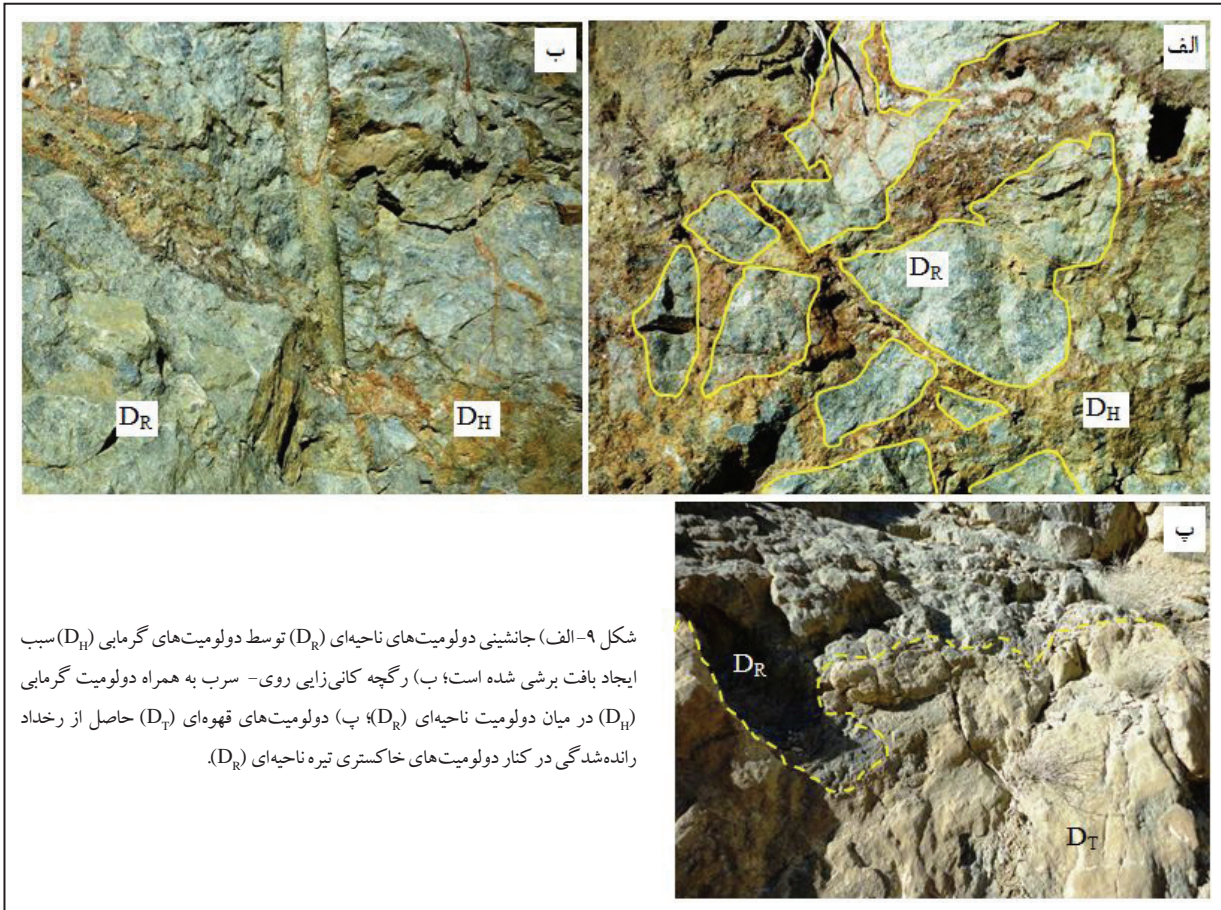 الف
D_R
D_H
ب
D_R
D_H
پ
D_R
D_T
شکل ۹- الف) جانشینی دولومیت‌های ناحیه‌ای (D_R) توسط دولومیت‌های گرمابی (D_H) سبب
ایجاد بافت برشی شده است؛ ب) رگچه کانی‌زایی روی- سرب به همراه دولومیت گرمابی
(D_H) در میان دولومیت ناحیه‌ای (D_R)؛ پ) دولومیت‌های قهوه‌ای (D_T) حاصل از رخداد
رانده‌شدگی در کنار دولومیت‌های خاکستری تیره ناحیه‌ای (D_R).